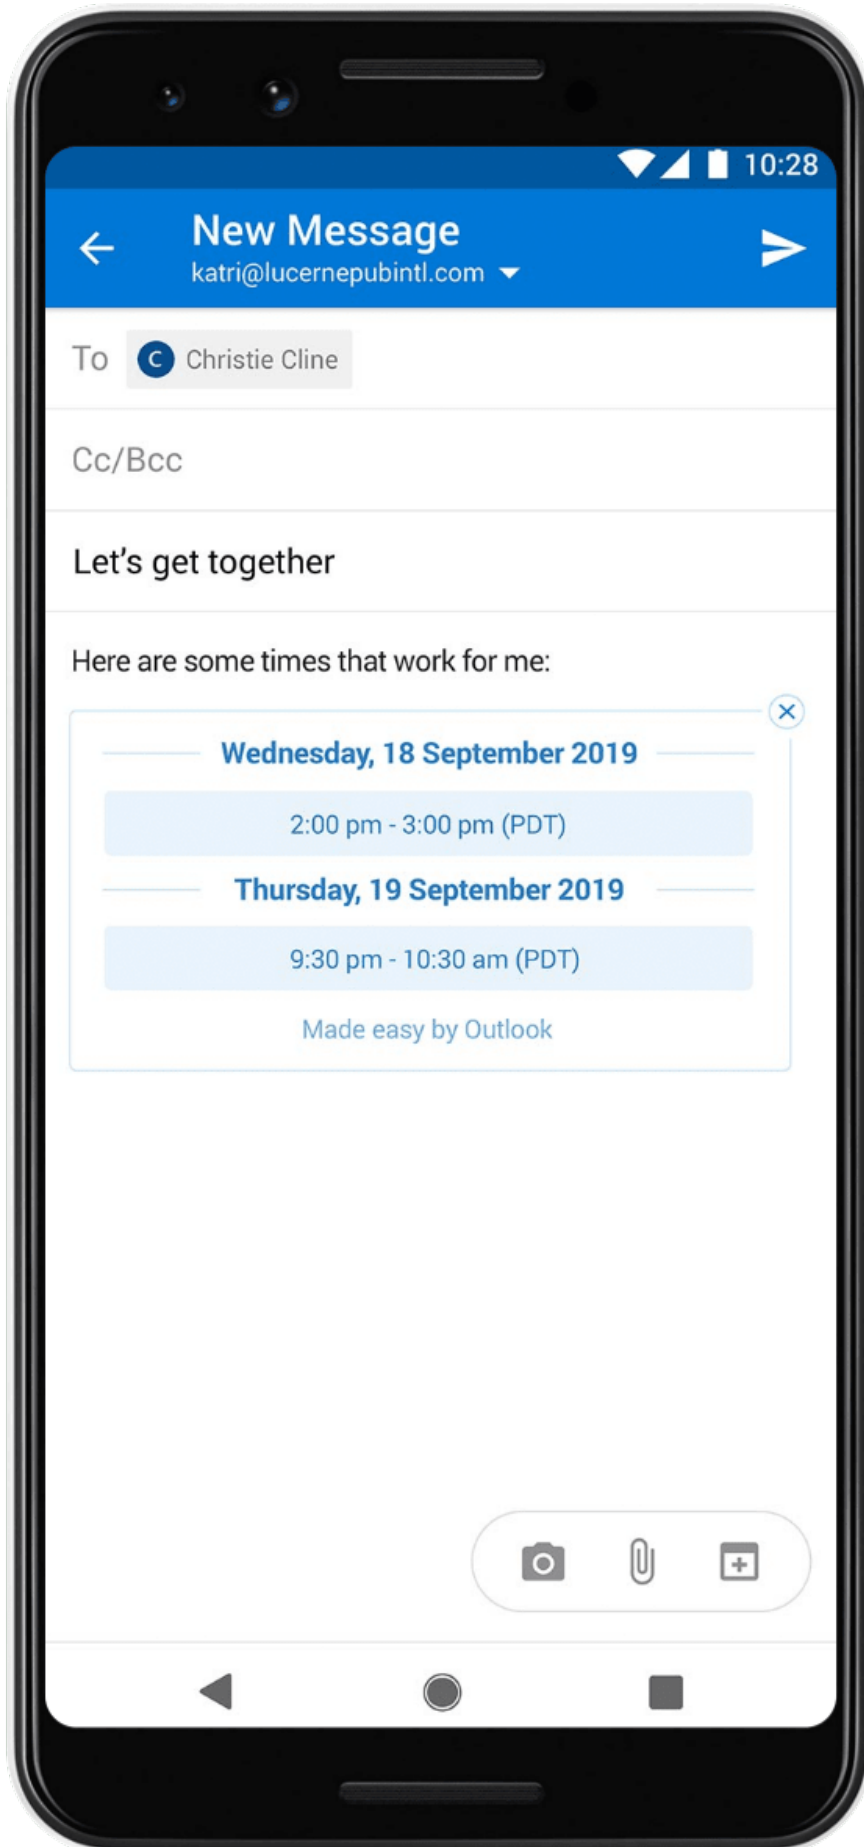 10:28
New Message
katri@lucernepubintl.com
To C Christie Cline
Cc/Bcc
Let's get together
Here are some times that work for me:
Wednesday, 18 September 2019
2:00 pm - 3:00 pm (PDT)
Thursday, 19 September 2019
9:30 pm - 10:30 am (PDT)
Made easy by Outlook